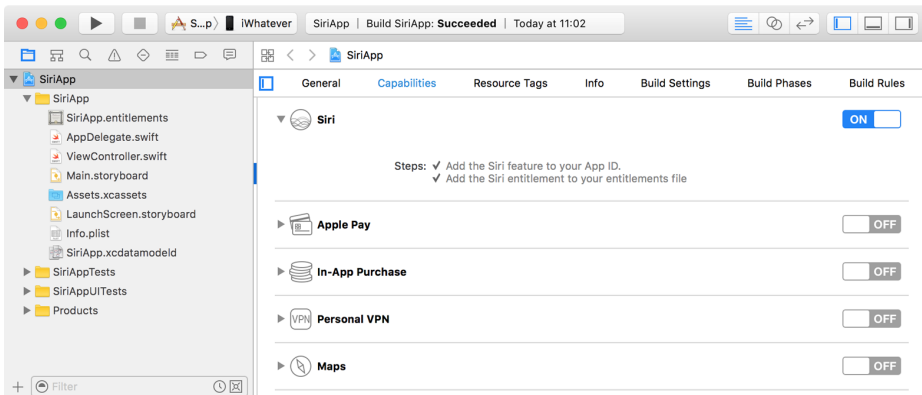 S...p〉 iWhatever
SiriApp | Build SiriApp: Succeeded | Today at 11:02
SiriApp
SiriApp
SiriApp
SiriApp.entitlements
AppDelegate.swift
ViewController.swift
Main.storyboard
Assets.xcassets
LaunchScreen.storyboard
Info.plist
SiriApp.xcdatamodeld
SiriAppTests
SiriAppUITests
Products
Filter
General Capabilities Resource Tags Info Build Settings Build Phases Build Rules
Siri ON
Steps: ✓ Add the Siri feature to your App ID.
✓ Add the Siri entitlement to your entitlements file
Apple Pay OFF
In-App Purchase OFF
VPN Personal VPN OFF
Maps OFF